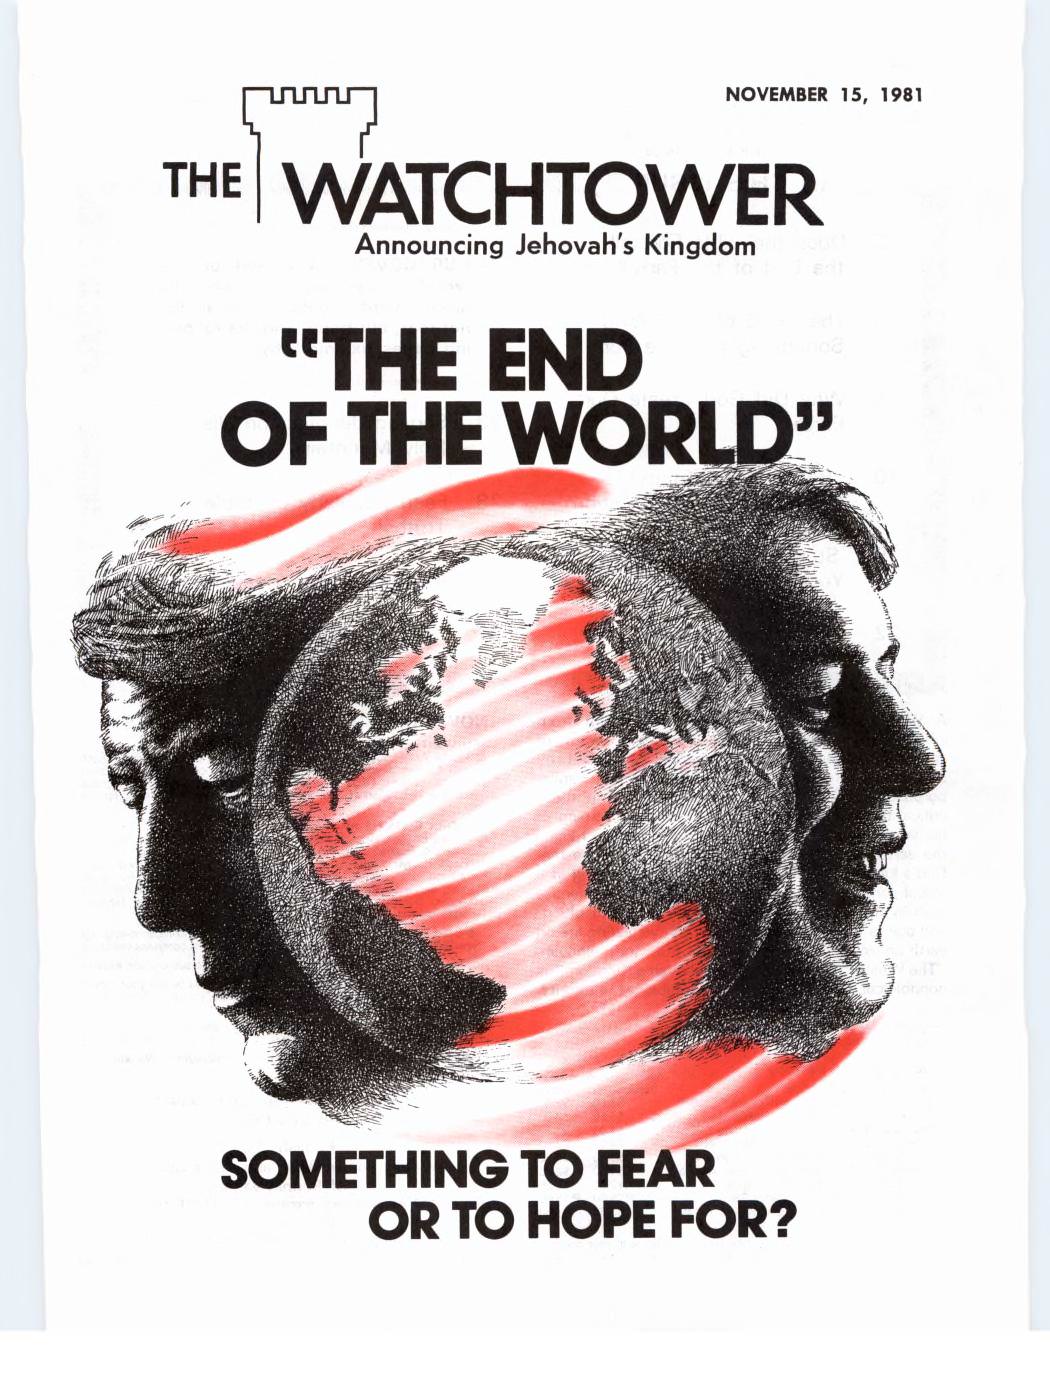 NOVEMBER 15, 1981
THE WATCHTOWER
Announcing Jehovah's Kingdom
“THE END
OF THE WORLD”
SOMETHING TO FEAR
OR TO HOPE FOR?